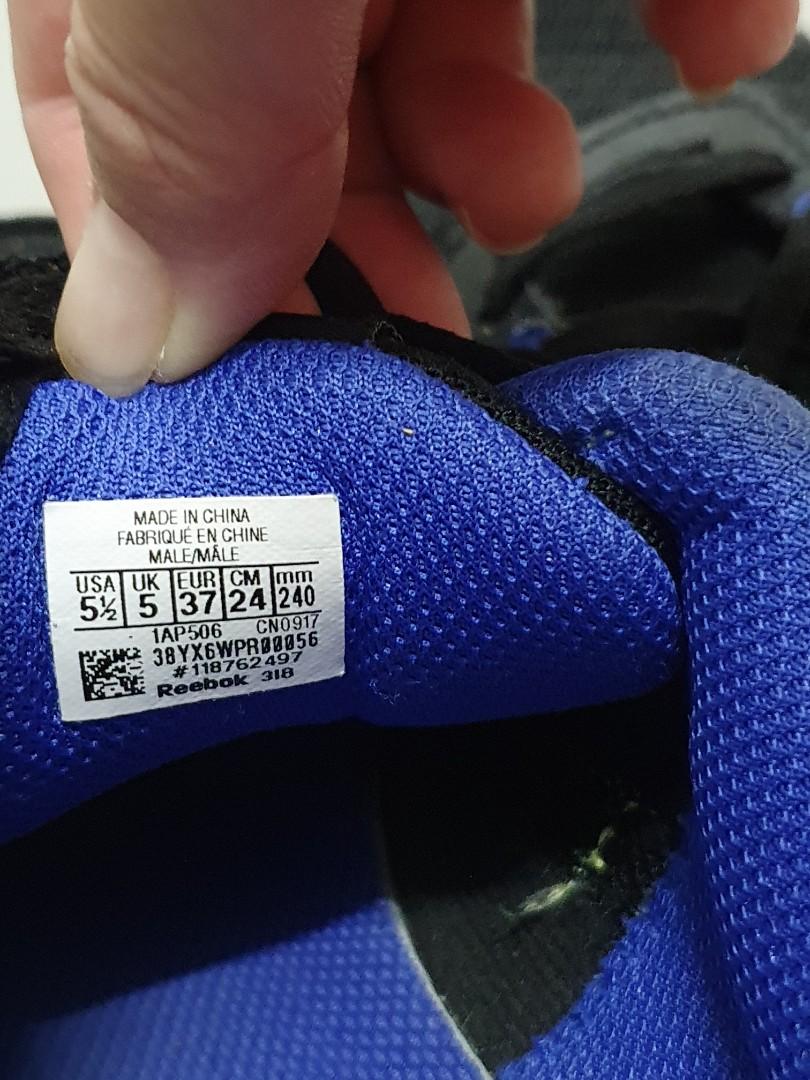 MADE IN CHINA
FABRIQUÉ EN CHINE
MALE/MÂLE
USA UK EUR CM mm
5½ 5 37 24 240
1AP506 CN0917
38YX6WPR00056
#118762497
Reebok 318